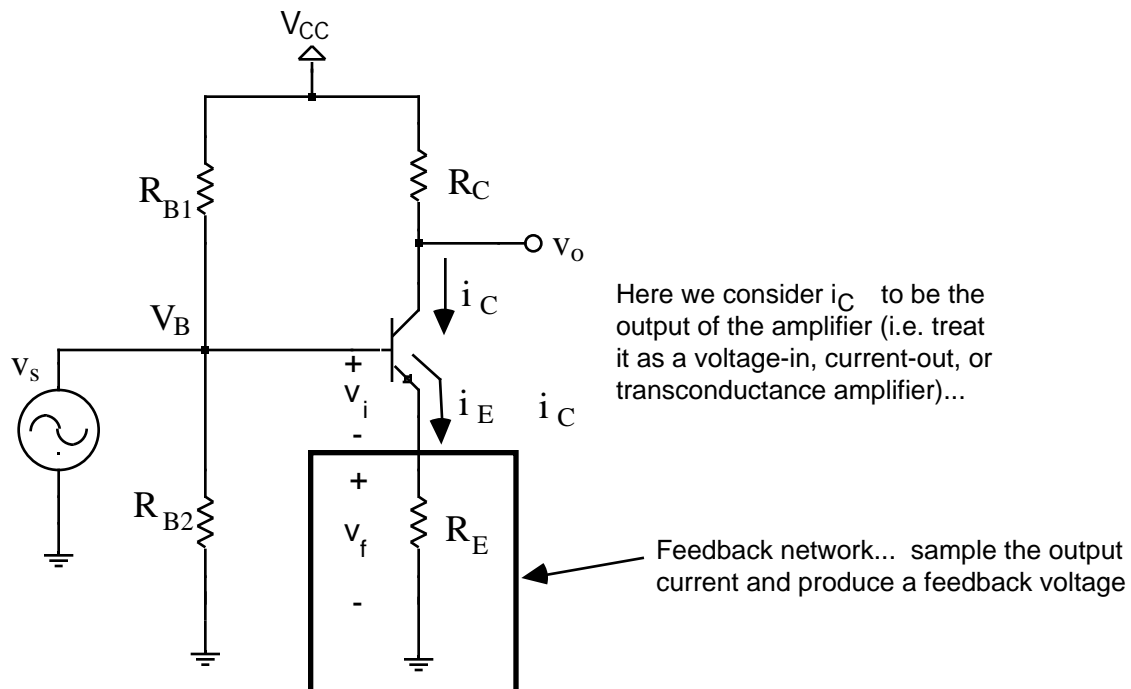 VCC
RB1
RC
vo
iC
VB
vs
+
vi
-
iE iC
Here we consider iC to be the
output of the amplifier (i.e. treat
it as a voltage-in, current-out, or
transconductance amplifier)...
RB2
+
vf
-
RE
Feedback network... sample the output
current and produce a feedback voltage